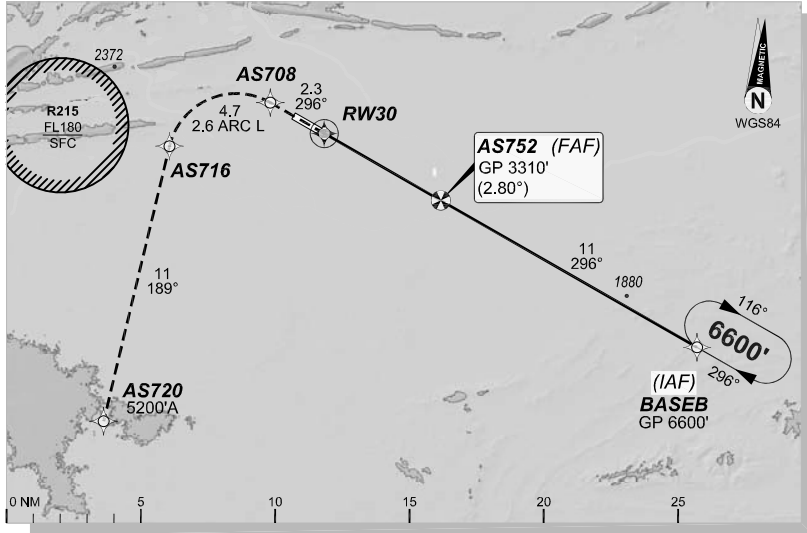 2372
R215
FL180
SFC
AS708
2.3
296°
RW30
4.7
2.6 ARC L
AS716
MAGNETIC
N
WGS84
AS752 (FAF)
GP 3310'
(2.80°)
11
189°
11
296°
1880
116°
6600'
296°
AS720
5200'A
(IAF)
BASEB
GP 6600'
0 NM
5
10
15
20
25